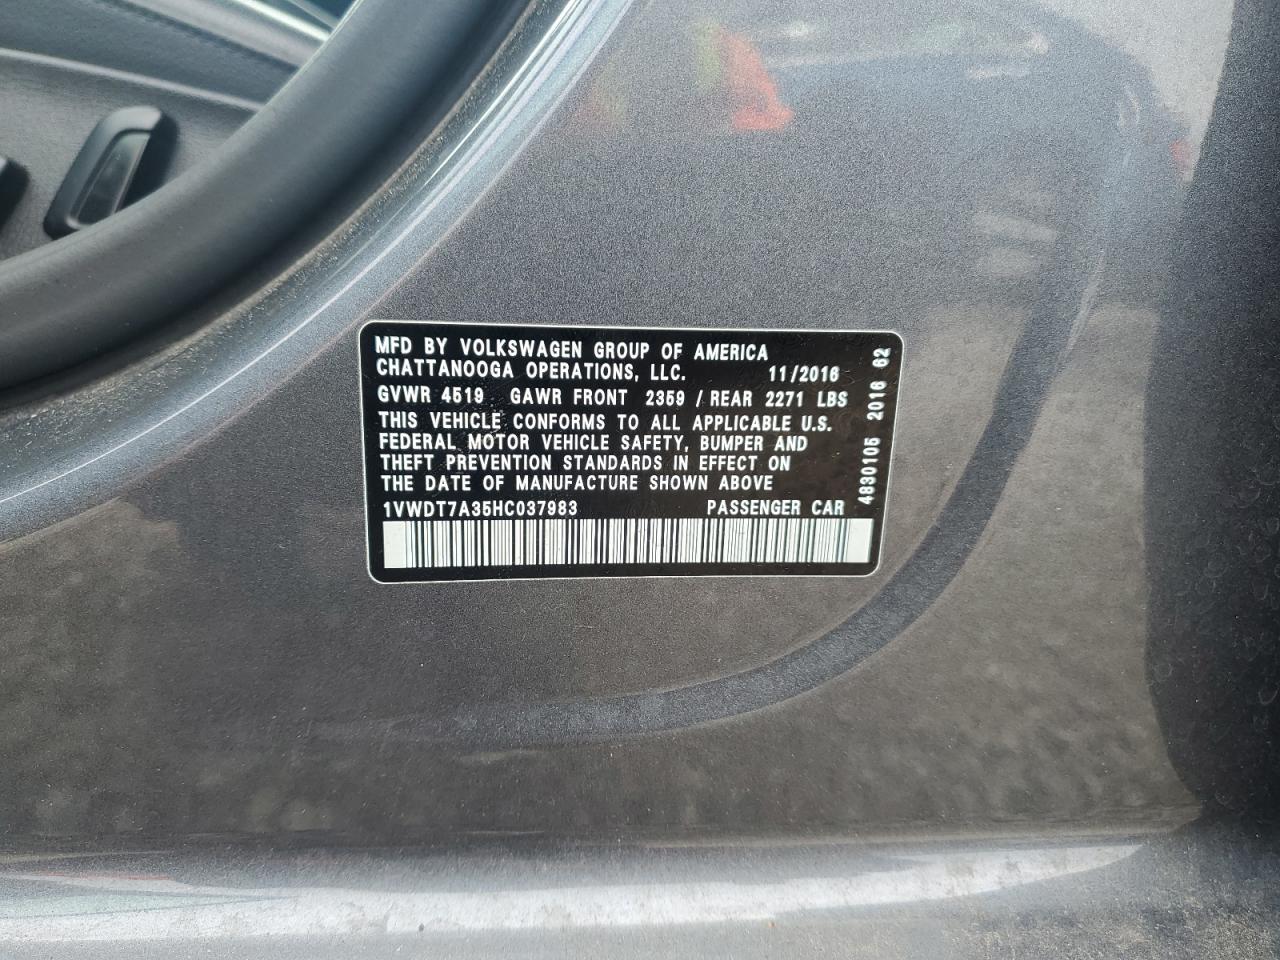 MFD BY VOLKSWAGEN GROUP OF AMERICA
CHATTANOOGA OPERATIONS, LLC. 11/2016
GVWR 4519 GAWR FRONT 2359 / REAR 2271 LBS
THIS VEHICLE CONFORMS TO ALL APPLICABLE U.S.
FEDERAL MOTOR VEHICLE SAFETY, BUMPER AND
THEFT PREVENTION STANDARDS IN EFFECT ON
THE DATE OF MANUFACTURE SHOWN ABOVE
1VWDT7A35HC037983 PASSENGER CAR
4830105 2016 62